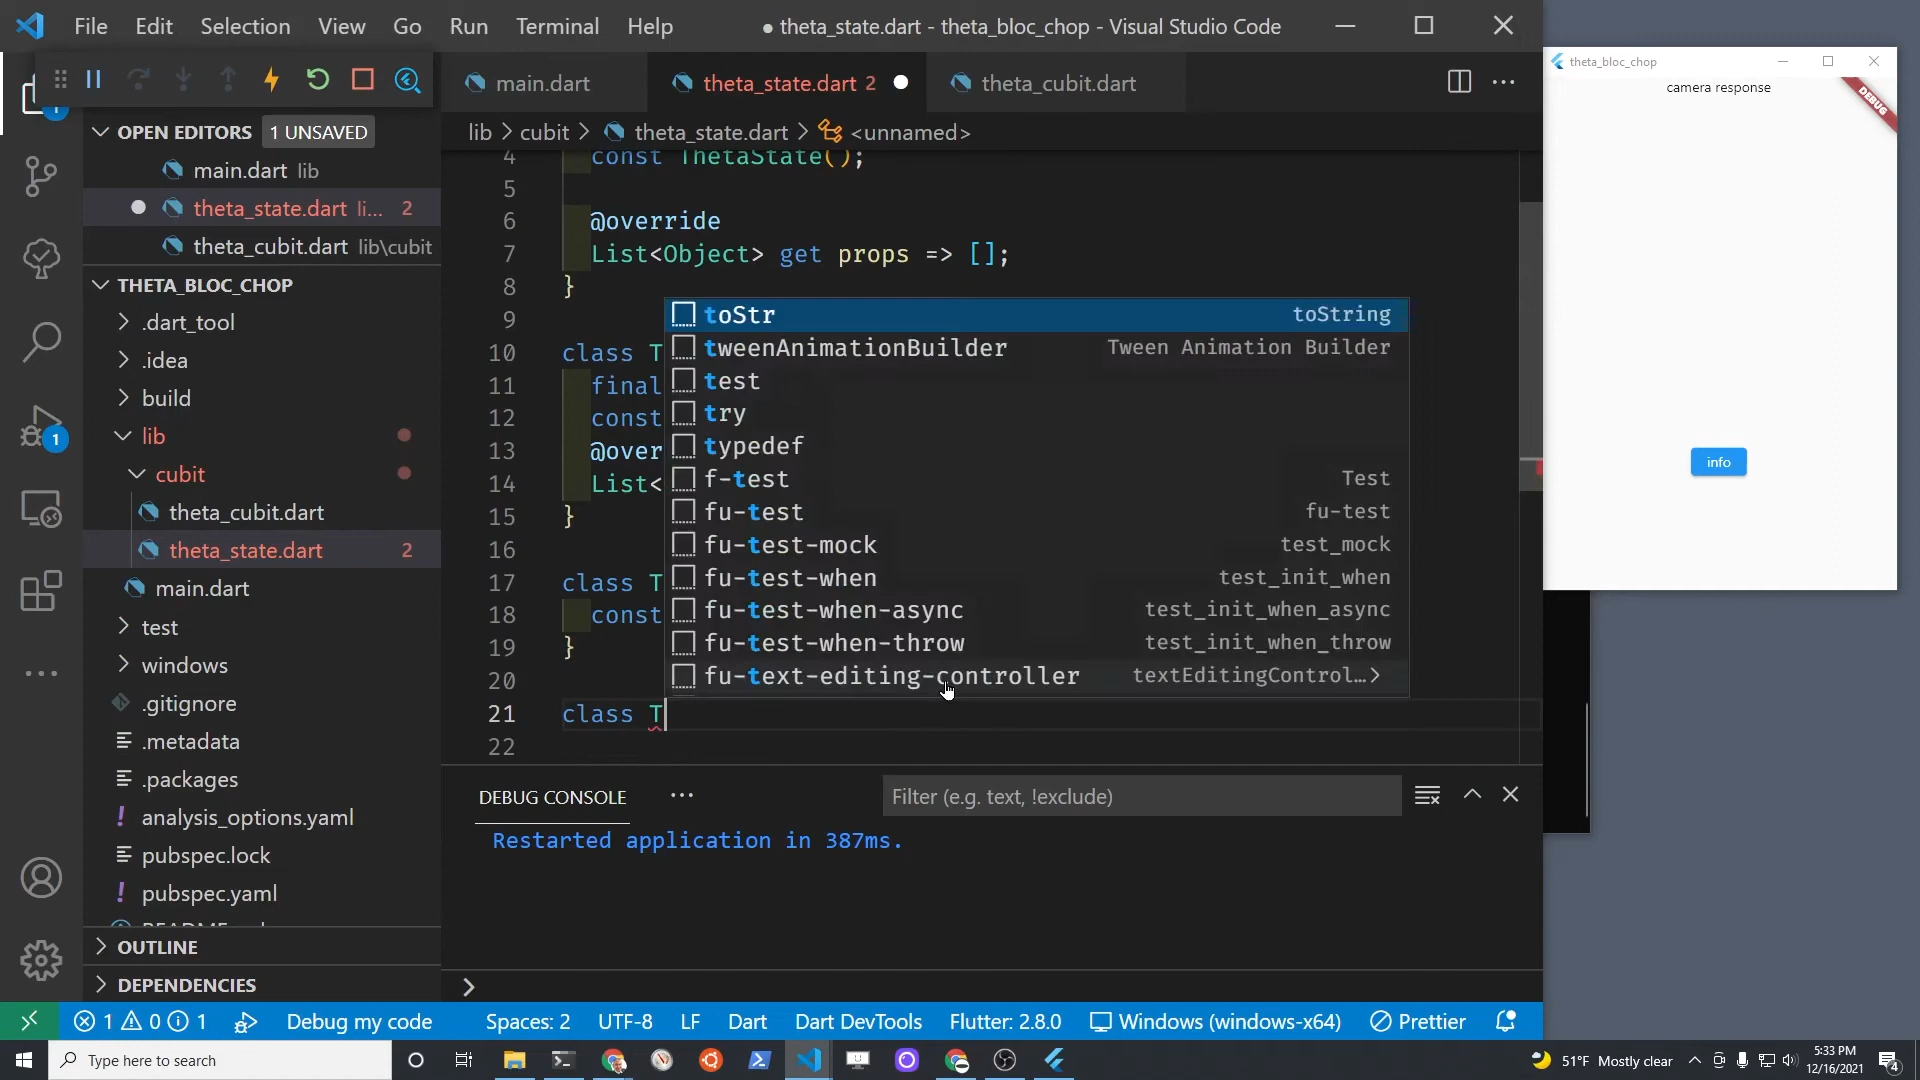 File Edit Selection View Go Run Terminal Help
● theta_state.dart - theta_bloc_chop - Visual Studio Code
main.dart
theta_state.dart 2
theta_cubit.dart
OPEN EDITORS 1 UNSAVED
main.dart lib
theta_state.dart li... 2
theta_cubit.dart lib\cubit
THETA_BLOC_CHOP
.dart_tool
.idea
build
lib
cubit
theta_cubit.dart
theta_state.dart 2
main.dart
test
windows
.gitignore
.metadata
.packages
analysis_options.yaml
pubspec.lock
pubspec.yaml
OUTLINE
DEPENDENCIES
1
1
lib > cubit > theta_state.dart > <unnamed>
4 const ThetaState();
5
6 @override
7 List<Object> get props => [];
8 }
9
10 class T
11 final
12 const
13 @over
14 List<
15 }
16
17 class T
18 const
19 }
20
21 class T
22
toStr toString
tweenAnimationBuilder Tween Animation Builder
test
try
typedef
f-test Test
fu-test fu-test
fu-test-mock test_mock
fu-test-when test_init_when
fu-test-when-async test_init_when_async
fu-test-when-throw test_init_when_throw
fu-text-editing-controller textEditingControl…>
DEBUG CONSOLE
Filter (e.g. text, !exclude)
Restarted application in 387ms.
theta_bloc_chop
camera response
DEBUG
info
1 0 1 Debug my code Spaces: 2 UTF-8 LF Dart Dart DevTools Flutter: 2.8.0 Windows (windows-x64) Prettier
Type here to search
51°F Mostly clear
5:33 PM
12/16/2021
4